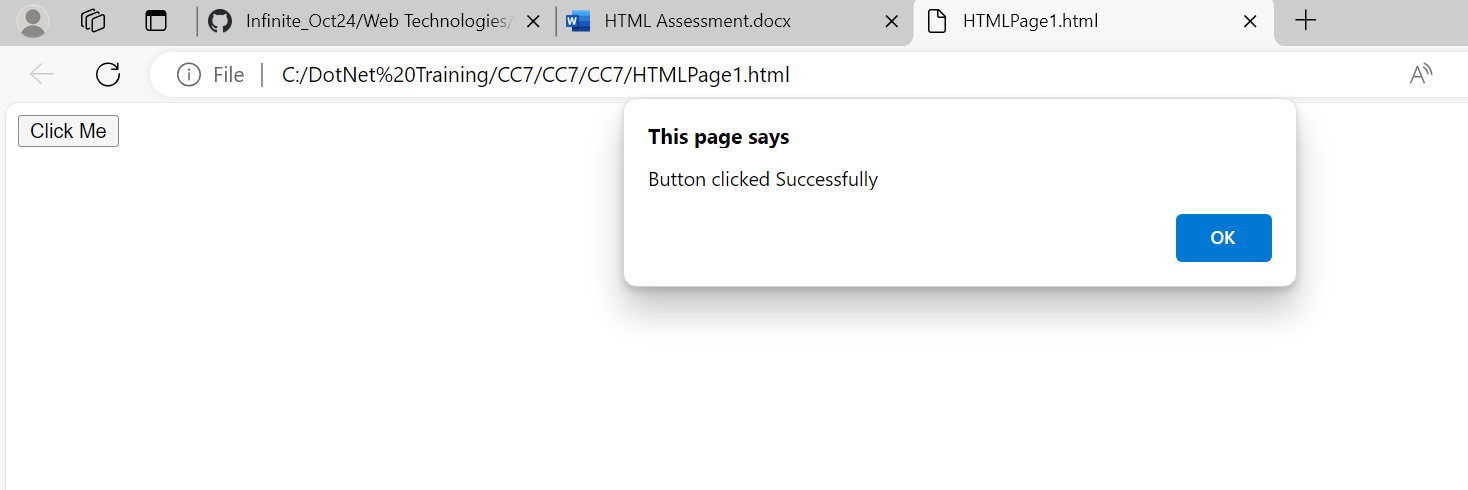 Infinite_Oct24/Web Technologies/
HTML Assessment.docx
HTMLPage1.html
File
C:/DotNet%20Training/CC7/CC7/CC7/HTMLPage1.html
Click Me
This page says
Button clicked Successfully
OK